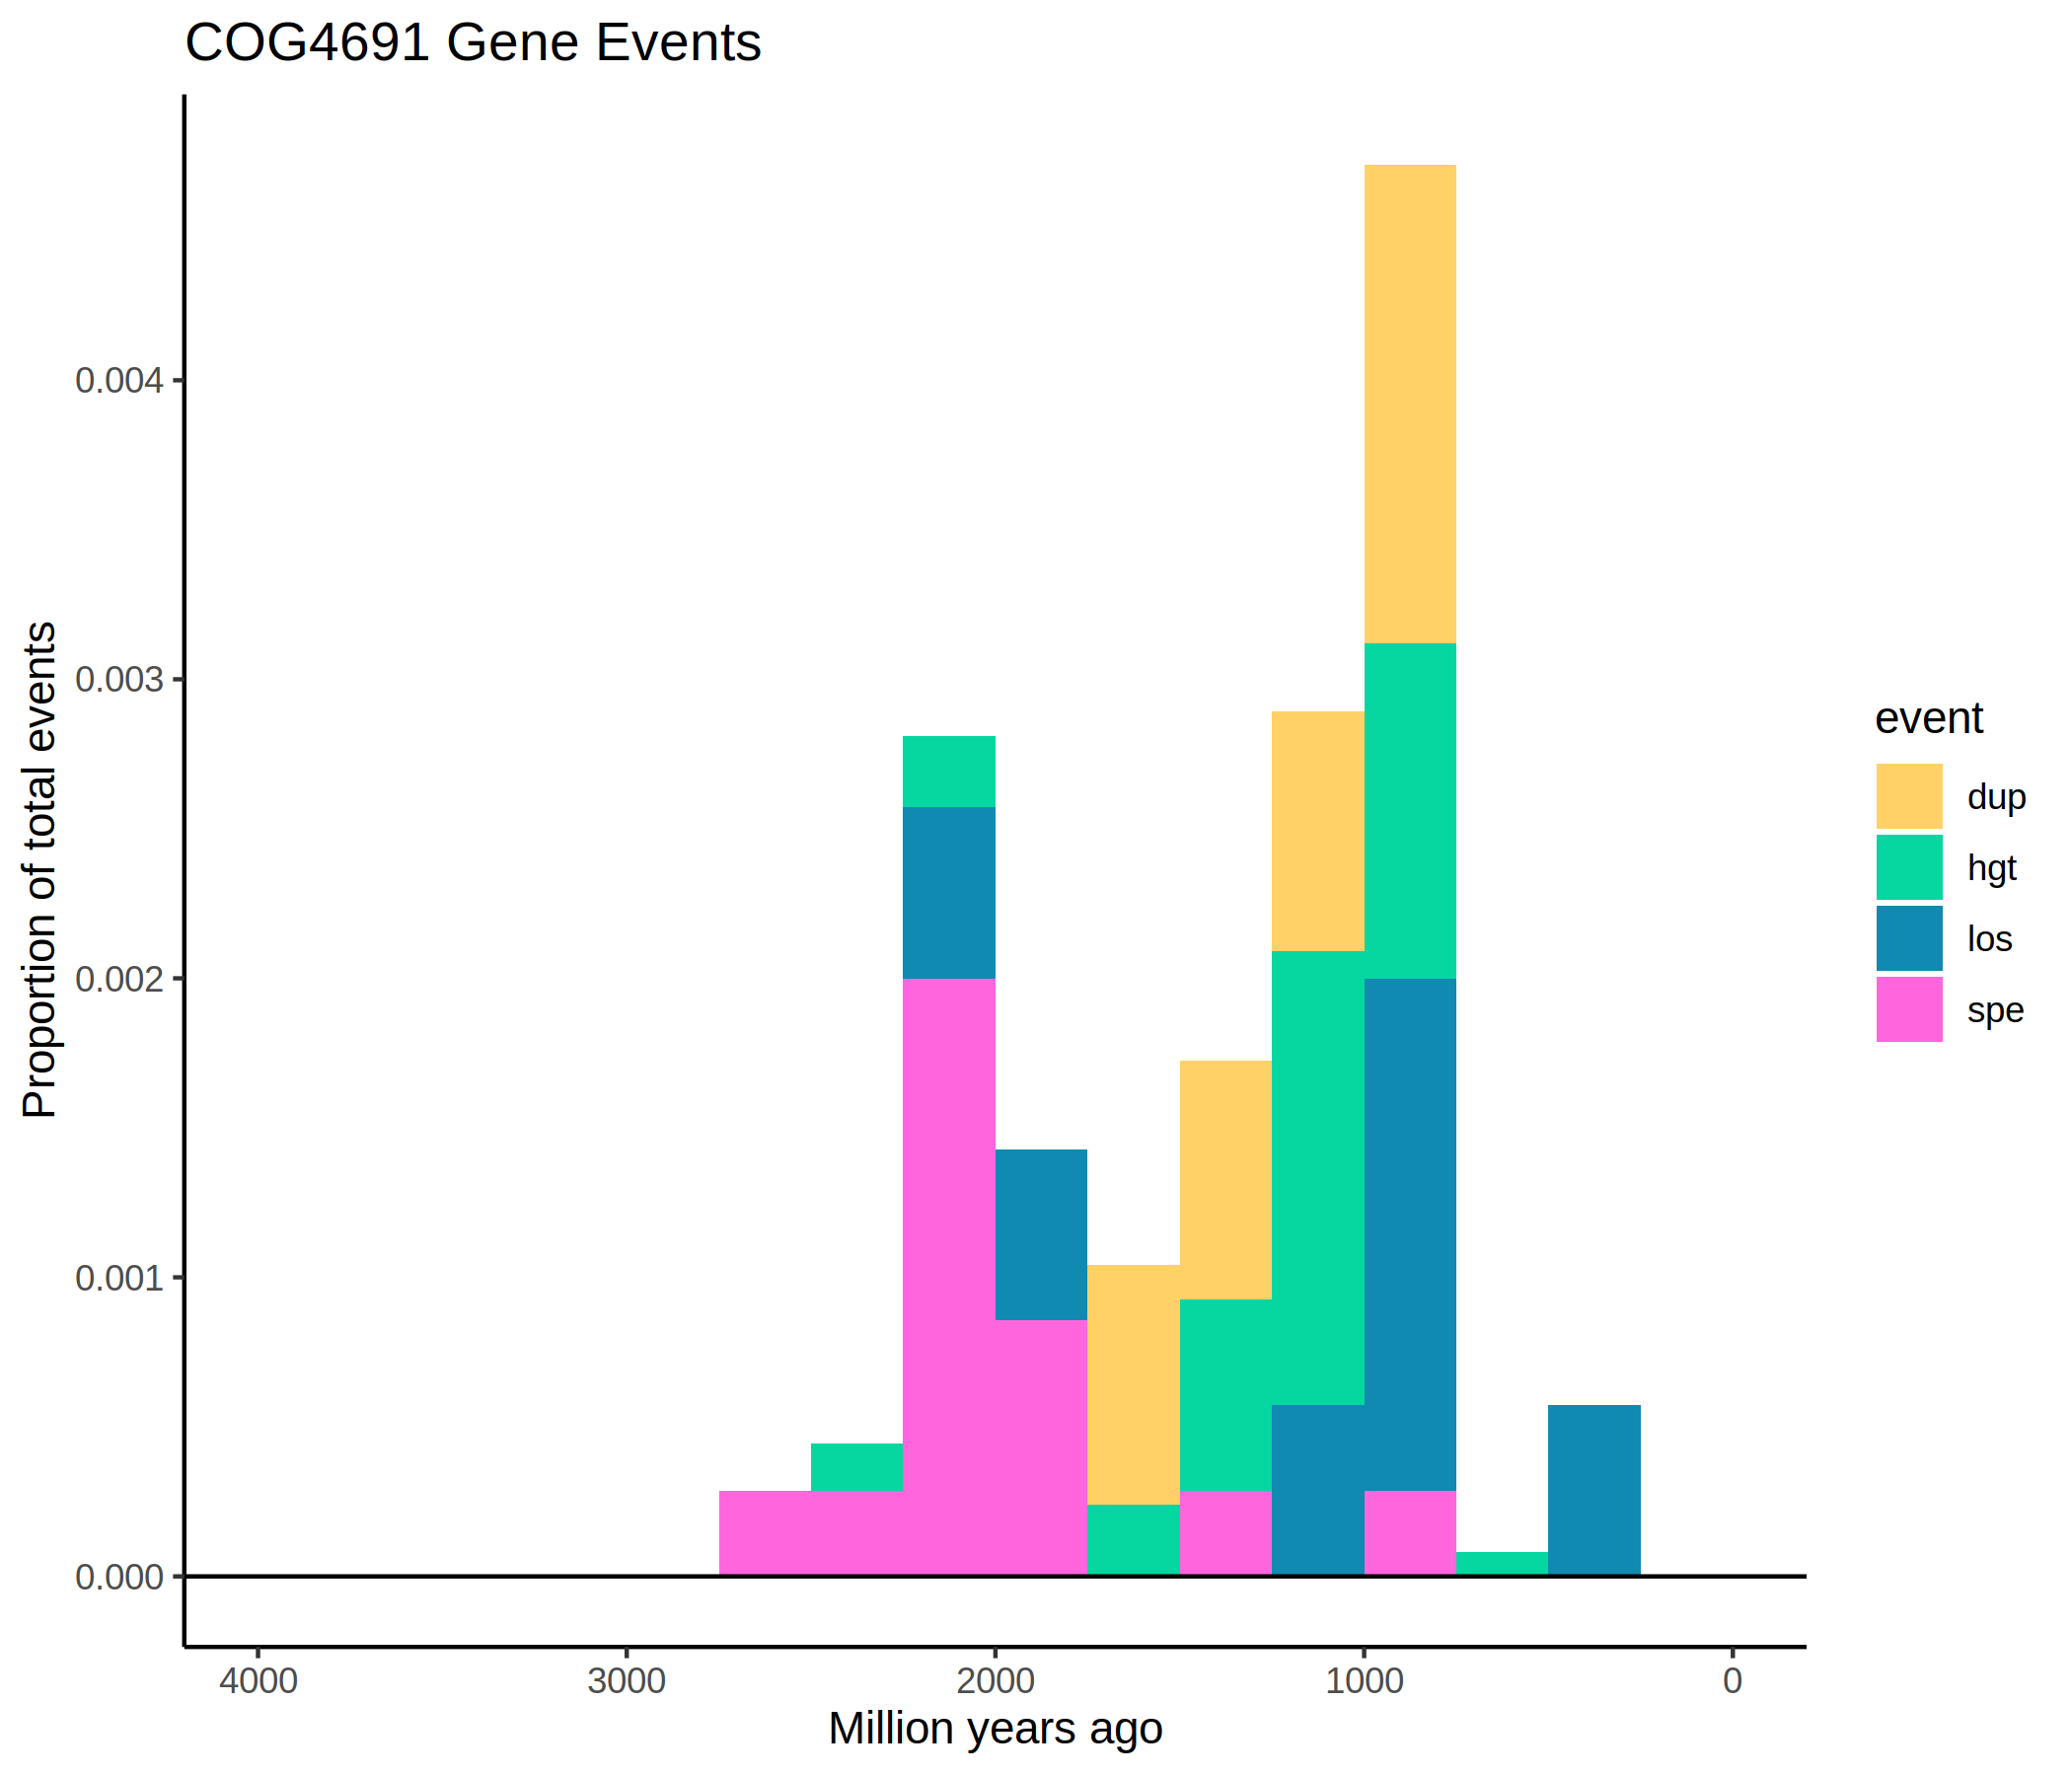 COG4691 Gene Events
Proportion of total events
0.004
0.003
0.002
0.001
0.000
4000
3000
2000
1000
0
Million years ago
event
dup
hgt
los
spe